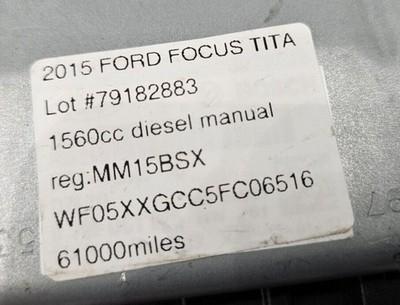 2015 FORD FOCUS TITA
Lot #79182883
1560cc diesel manual
reg:MM15BSX
WF05XXGCC5FC06516
61000miles